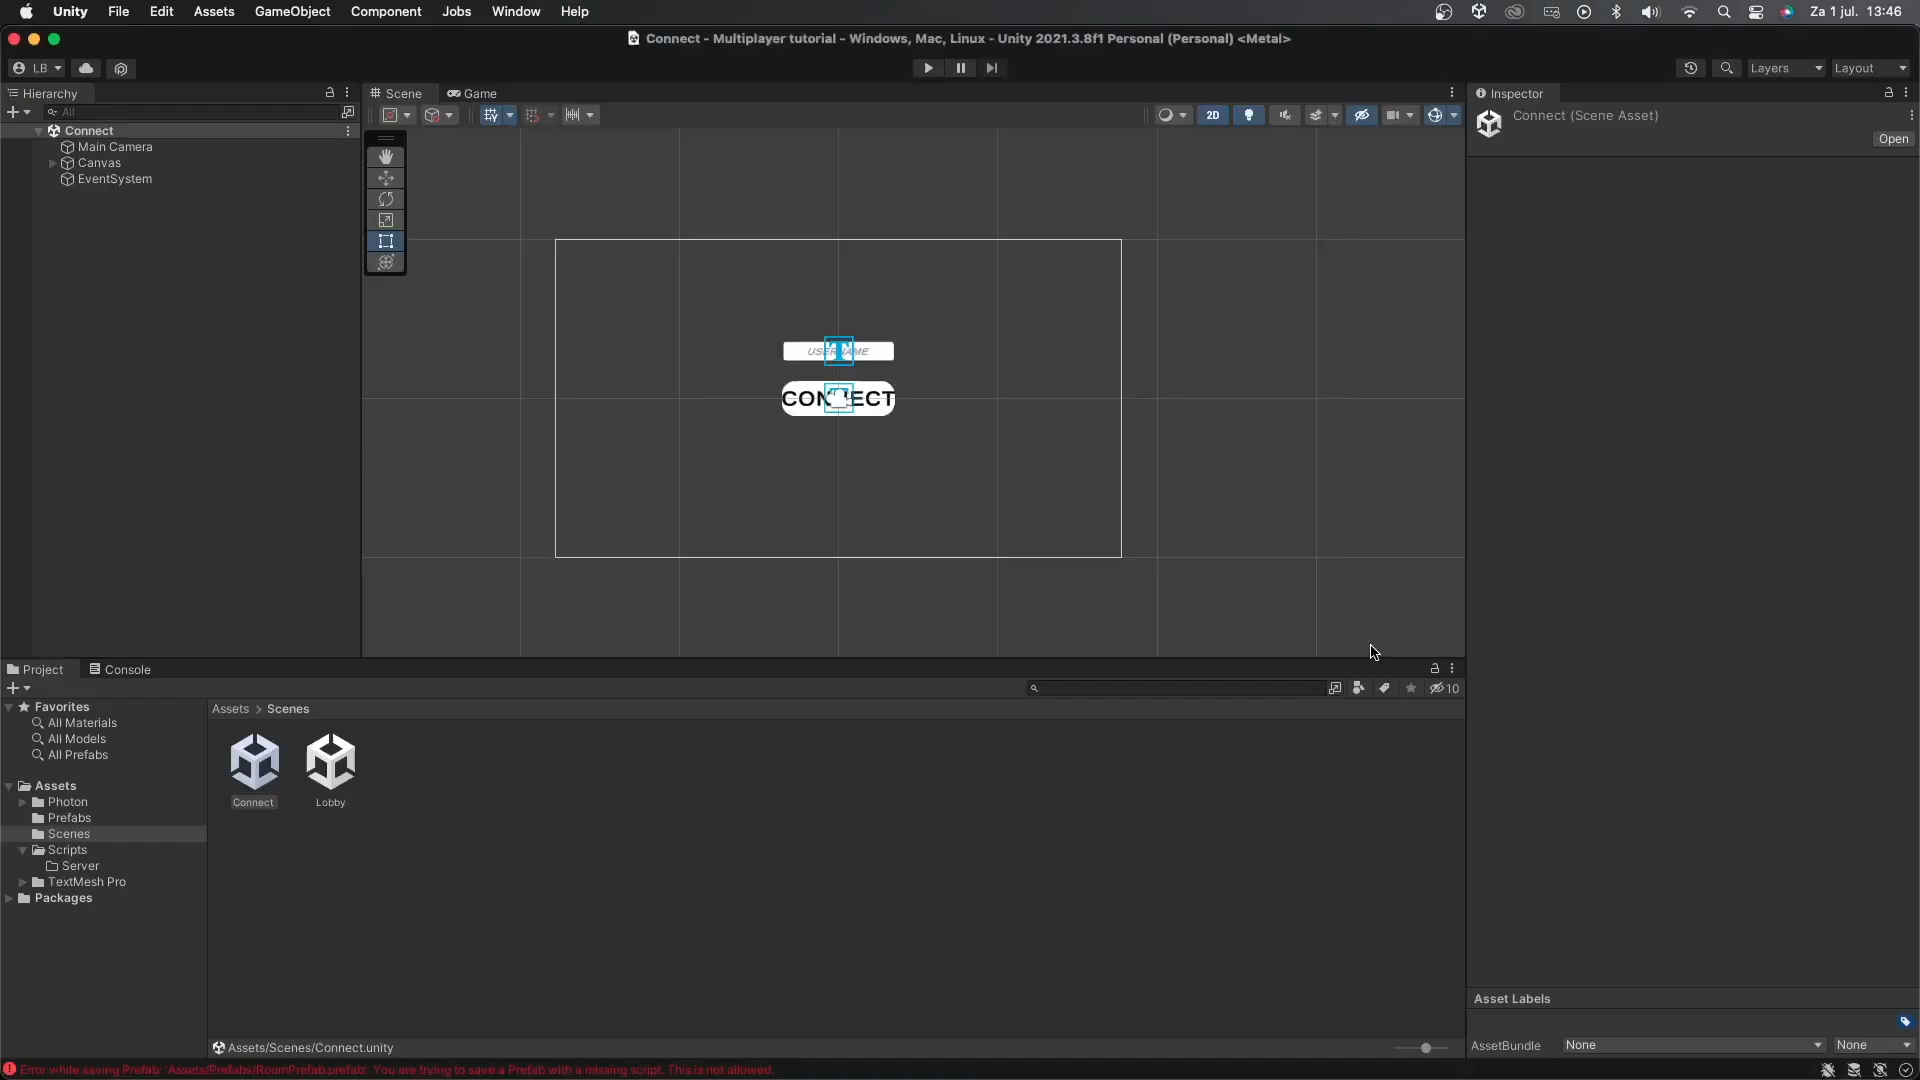 Unity File Edit Assets GameObject Component Jobs Window Help Za 1 jul. 13:46
Connect - Multiplayer tutorial - Windows, Mac, Linux - Unity 2021.3.8f1 Personal (Personal) <Metal>
LB Layers Layout
Hierarchy
All
Connect
Main Camera
Canvas
EventSystem
Scene Game
2D
USERNAME
CONNECT
Inspector
Connect (Scene Asset)
Open
Project Console
10
Favorites
All Materials
All Models
All Prefabs
Assets
Photon
Prefabs
Scenes
Scripts
Server
TextMesh Pro
Packages
Assets > Scenes
Connect
Lobby
Assets/Scenes/Connect.unity
Asset Labels
AssetBundle None None
Error while saving Prefab: 'Assets/Prefabs/RoomPrefab.prefab'. You are trying to save a Prefab with a missing script. This is not allowed.